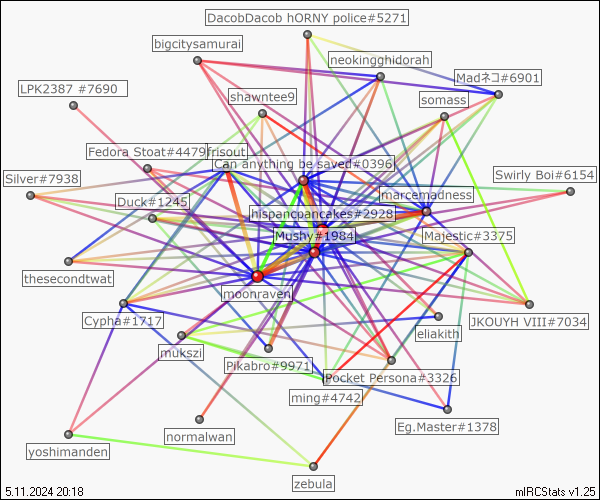 DacobDacob hORNY police#5271
bigcitysamurai
neokingghidorah
Madネコ#6901
LPK2387 #7690
shawntee9
somass
Fedora Stoat#4479
frisout
Can anything be saved#0396
Silver#7938
Swirly Boi#6154
marcemadness
Duck#1245
hispancpancakes#2928
Mushy#1984
Majestic#3375
thesecondtwat
moonraven
Cypha#1717
JKOUYH VIII#7034
eliakith
mukszi
Pikabro#9971
Pocket Persona#3326
ming#4742
Eg.Master#1378
normalwan
yoshimanden
zebula
5.11.2024 20:18
mIRCStats v1.25